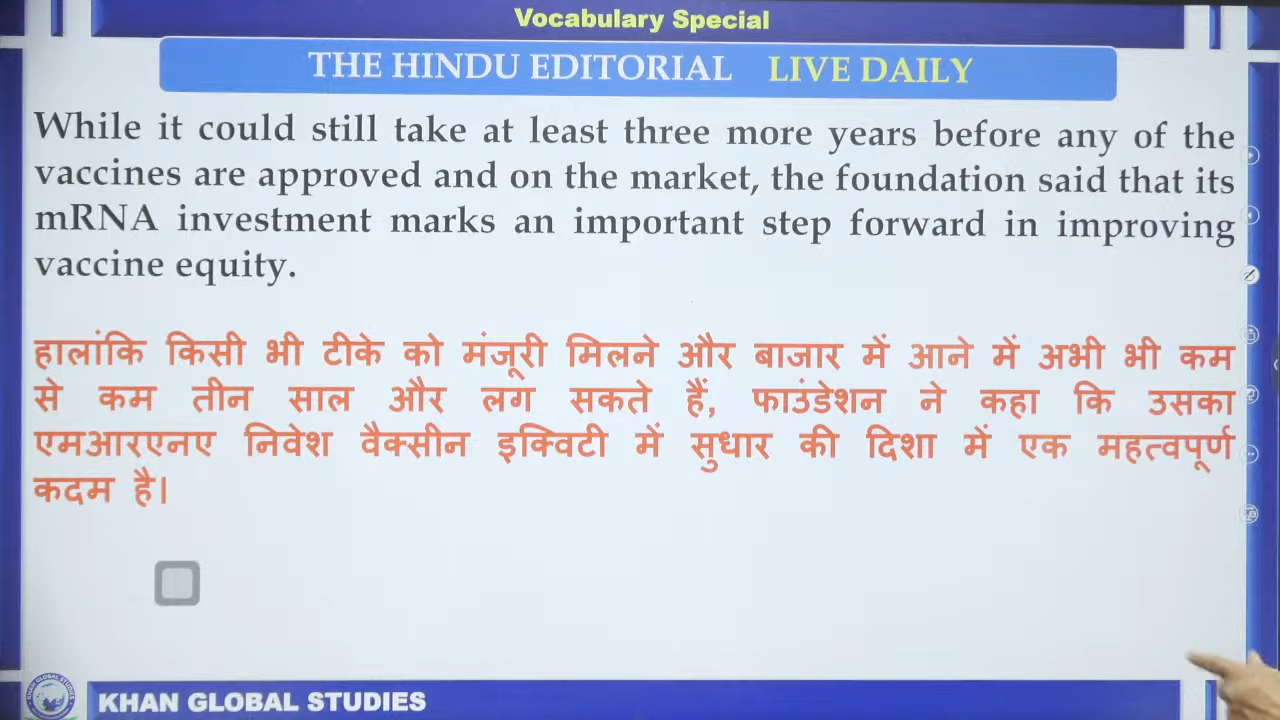 Vocabulary Special
THE HINDU EDITORIAL LIVE DAILY
While it could still take at least three more years before any of the
vaccines are approved and on the market, the foundation said that its
mRNA investment marks an important step forward in improving
vaccine equity.
हालांकि किसी भी टीके को मंजूरी मिलने और बाजार में आने में अभी भी कम
से कम तीन साल और लग सकते हैं, फाउंडेशन ने कहा कि उसका
एमआरएनए निवेश वैक्सीन इक्विटी में सुधार की दिशा में एक महत्वपूर्ण
कदम है।
KHAN GLOBAL STUDIES
KHAN GLOBAL STUDIES